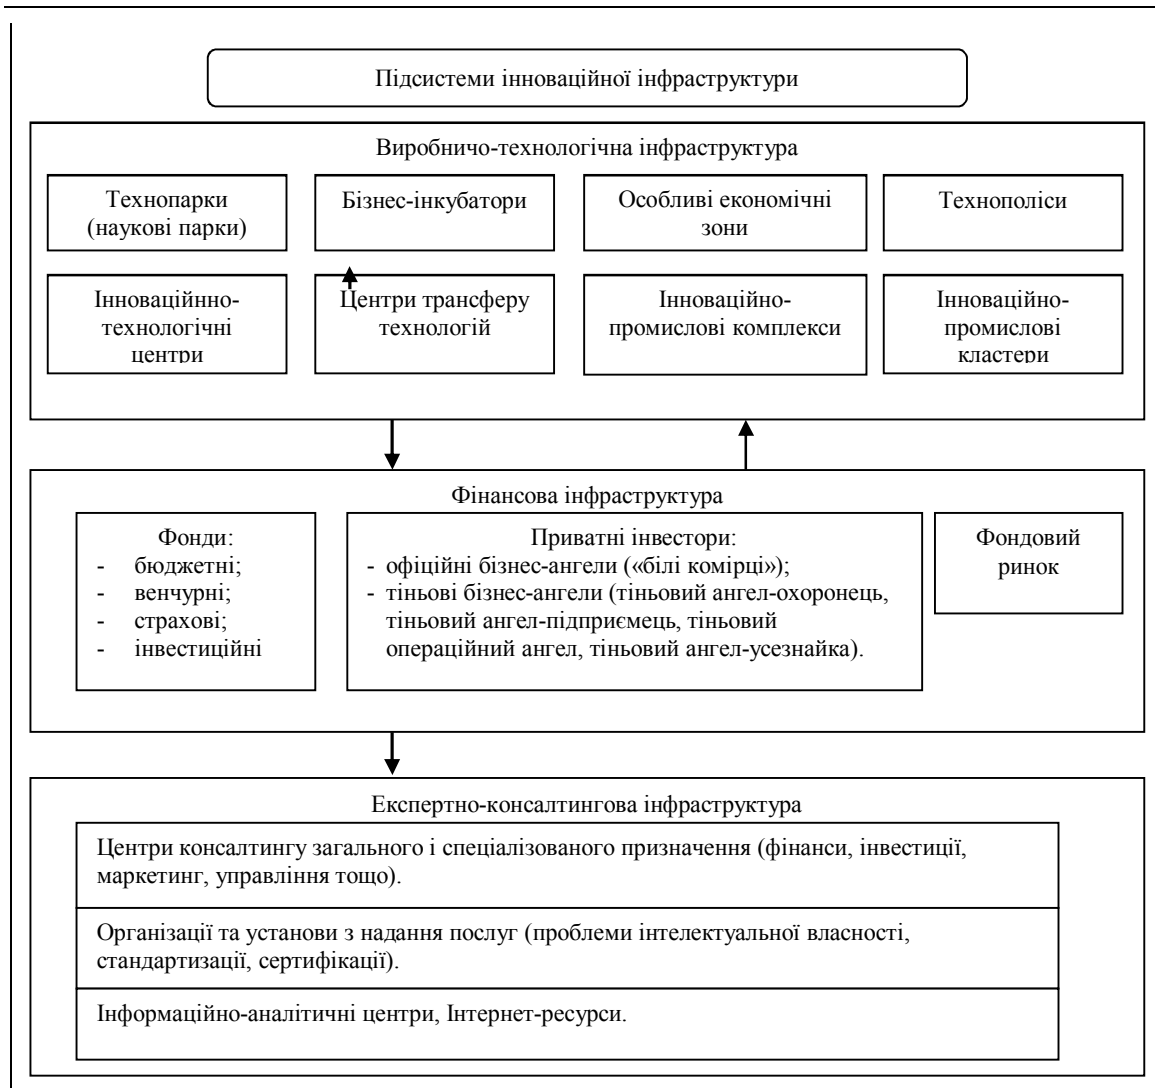 Підсистеми інноваційної інфраструктури
Виробничо-технологічна інфраструктура
Технопарки
(наукові парки)
Бізнес-інкубатори
Особливі економічні
зони
Технополіси
Інноваційнно-
технологічні
центри
Центри трансферу
технологій
Інноваційно-
промислові комплекси
Інноваційно-
промислові
кластери
Фінансова інфраструктура
Фонди:
- бюджетні;
- венчурні;
- страхові;
- інвестиційні
Приватні інвестори:
- офіційні бізнес-ангели («білі комірці»);
- тіньові бізнес-ангели (тіньовий ангел-охоронець,
тіньовий ангел-підприємець, тіньовий
операційний ангел, тіньовий ангел-усезнайка).
Фондовий
ринок
Експертно-консалтингова інфраструктура
Центри консалтингу загального і спеціалізованого призначення (фінанси, інвестиції,
маркетинг, управління тощо).
Організації та установи з надання послуг (проблеми інтелектуальної власності,
стандартизації, сертифікації).
Інформаційно-аналітичні центри, Інтернет-ресурси.